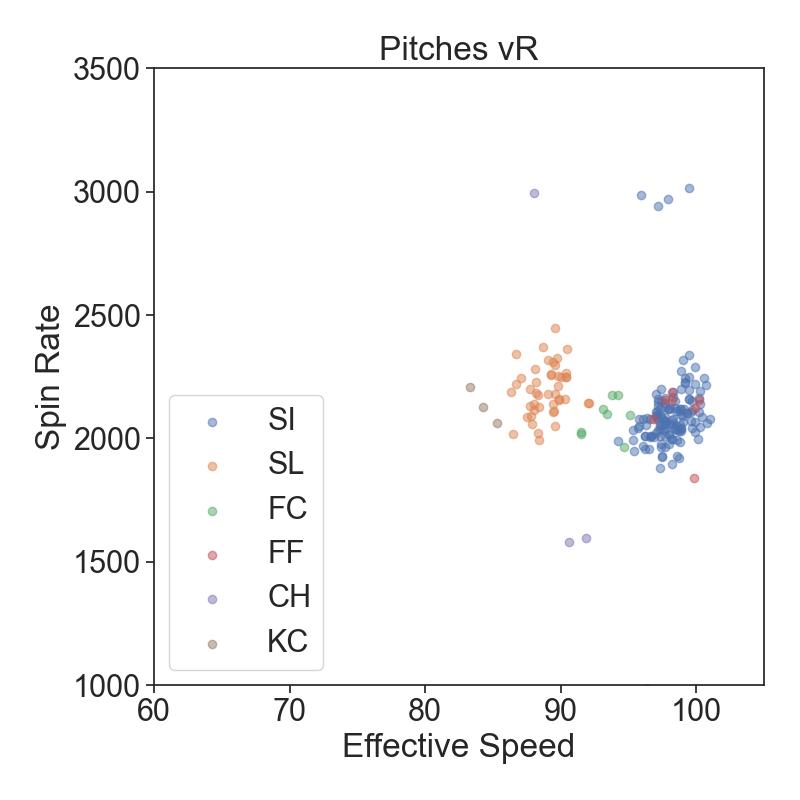 Pitches vR
3500
3000
2500
2000
1500
1000
Spin Rate
SI
SL
FC
FF
CH
KC
60 70 80 90 100
Effective Speed